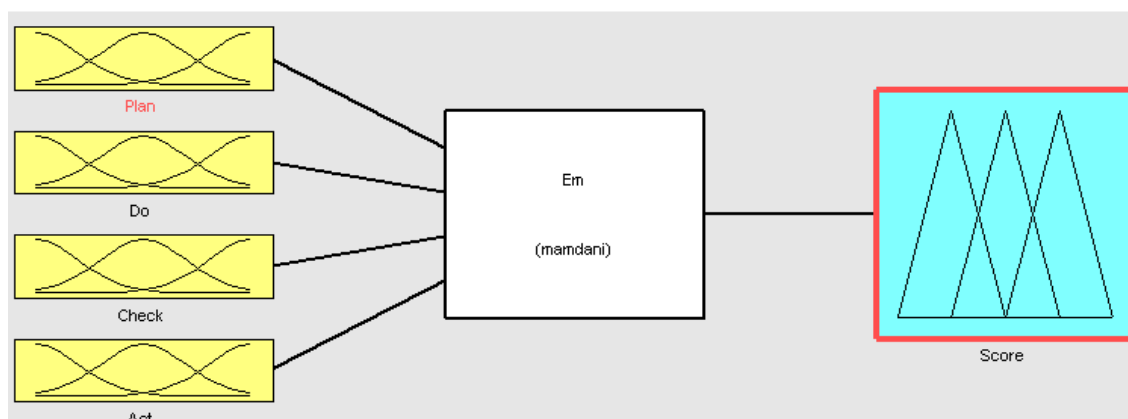 Plan
Do
Em
(mamdani)
Check
Score
Act